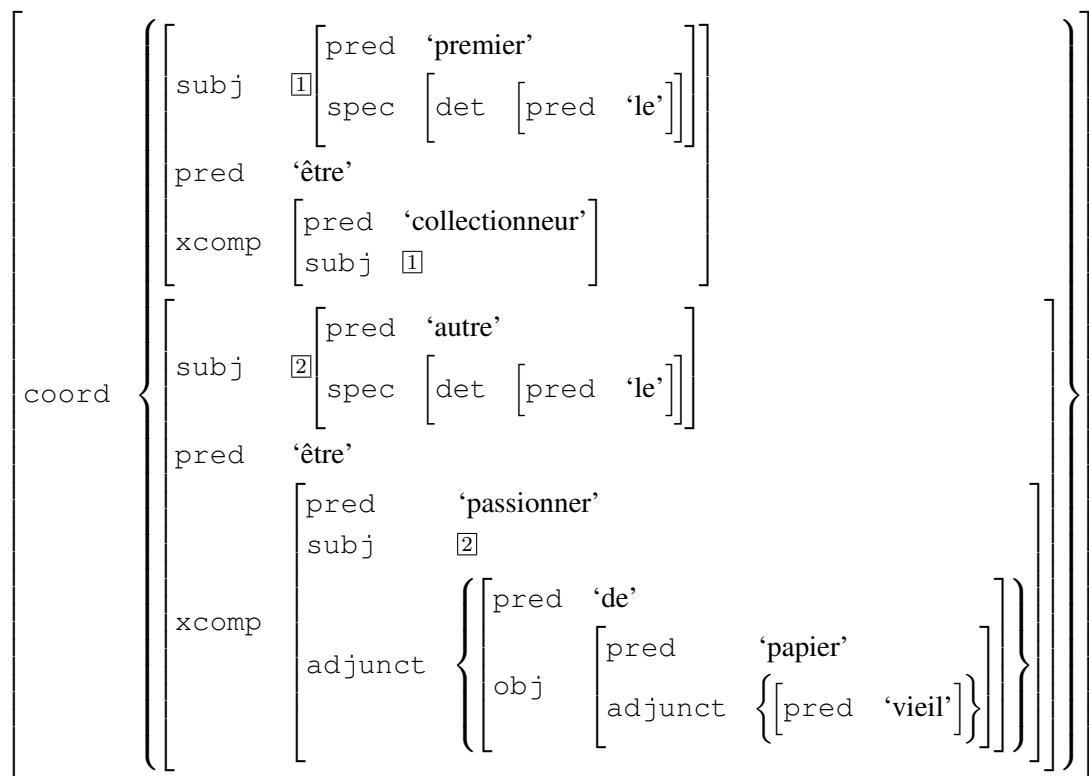 pred ‘premier’
subj 1
spec det pred ‘le’
pred ‘être’
pred ‘collectionneur’
xcomp
subj 1
pred ‘autre’
subj 2
spec det pred ‘le’
coord
pred ‘être’
pred ‘passionner’
subj 2
pred ‘de’
xcomp
pred ‘papier’
adjunct
obj
adjunct pred ‘vieil’